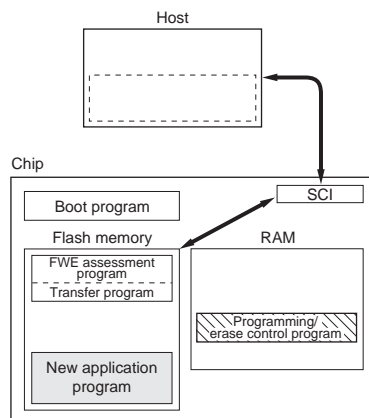 Host
Chip
SCI
Boot program
Flash memory
RAM
FWE assessment
program
Transfer program
Programming/
erase control program
New application
program